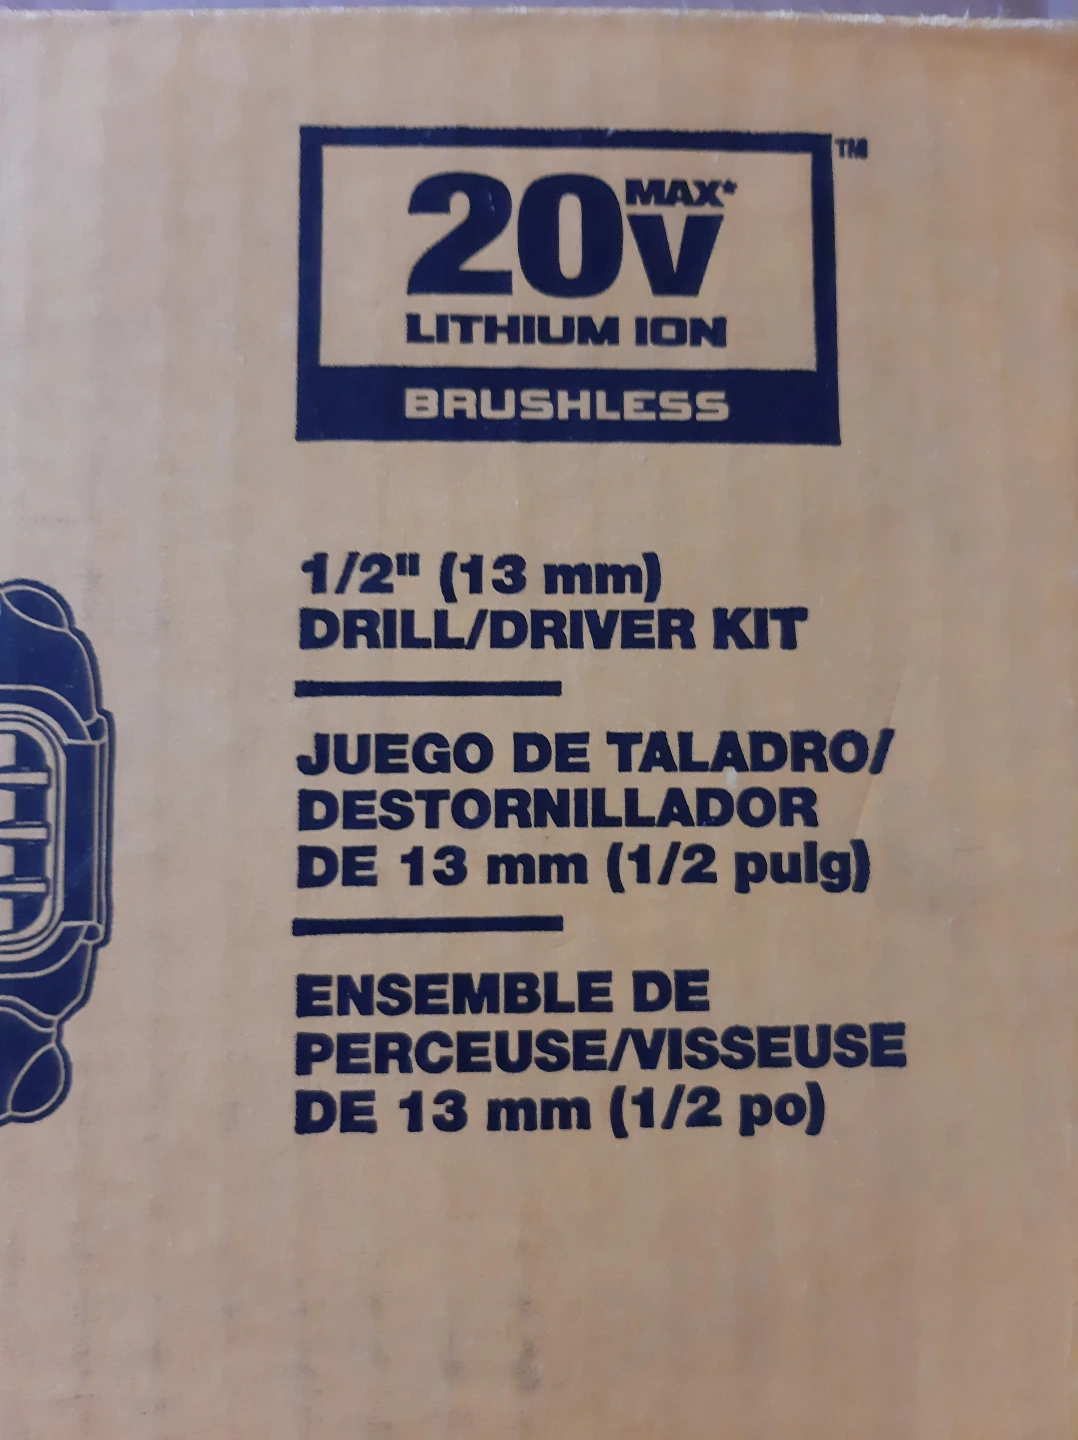 20V MAX* ™
LITHIUM ION
BRUSHLESS
1/2" (13 mm)
DRILL/DRIVER KIT
JUEGO DE TALADRO/
DESTORNILLADOR
DE 13 mm (1/2 pulg)
ENSEMBLE DE
PERCEUSE/VISSEUSE
DE 13 mm (1/2 po)